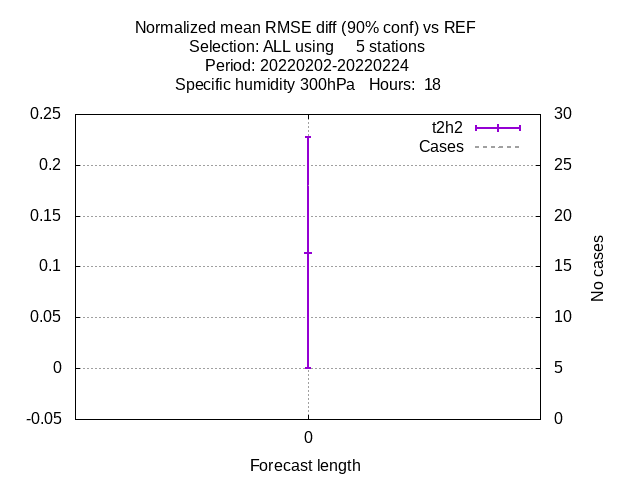 Normalized mean RMSE diff (90% conf) vs REF
Selection: ALL using     5 stations
Period: 20220202-20220224
Specific humidity 300hPa   Hours:  18
0.25
0.2
0.15
0.1
0.05
0
-0.05
t2h2
Cases
30
25
20
15
10
5
0
No cases
0
Forecast length